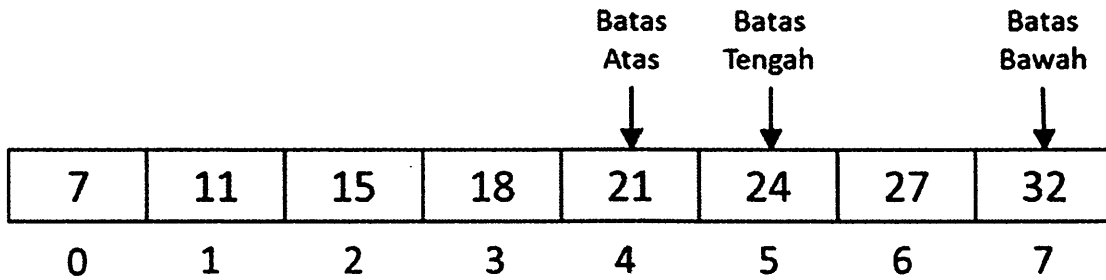 Batas Batas Batas
Atas Tengah Bawah
7 11 15 18 21 24 27 32
0 1 2 3 4 5 6 7